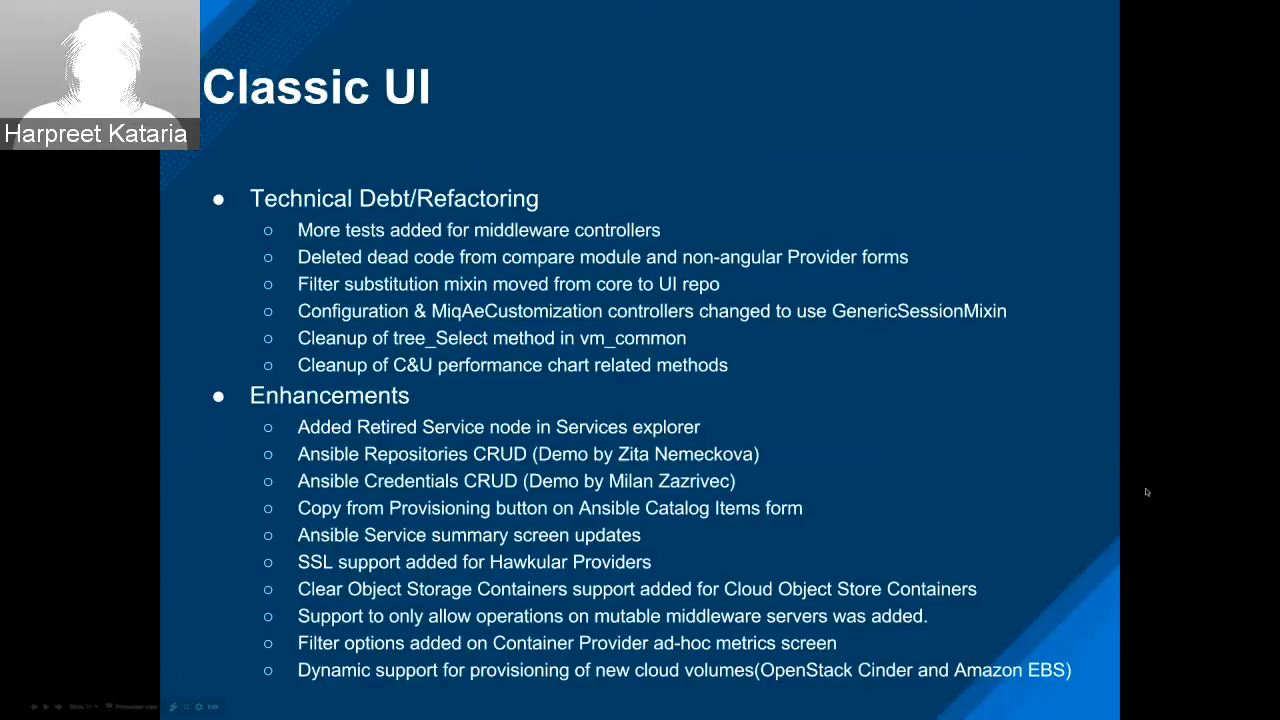 Classic UI
Harpreet Kataria
● Technical Debt/Refactoring
○ More tests added for middleware controllers
○ Deleted dead code from compare module and non-angular Provider forms
○ Filter substitution mixin moved from core to UI repo
○ Configuration & MiqAeCustomization controllers changed to use GenericSessionMixin
○ Cleanup of tree_Select method in vm_common
○ Cleanup of C&U performance chart related methods
● Enhancements
○ Added Retired Service node in Services explorer
○ Ansible Repositories CRUD (Demo by Zita Nemeckova)
○ Ansible Credentials CRUD (Demo by Milan Zazrivec)
○ Copy from Provisioning button on Ansible Catalog Items form
○ Ansible Service summary screen updates
○ SSL support added for Hawkular Providers
○ Clear Object Storage Containers support added for Cloud Object Store Containers
○ Support to only allow operations on mutable middleware servers was added.
○ Filter options added on Container Provider ad-hoc metrics screen
○ Dynamic support for provisioning of new cloud volumes(OpenStack Cinder and Amazon EBS)